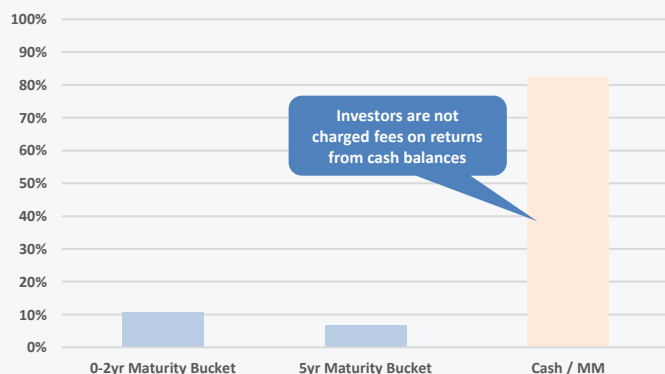 100%
90%
80%
70%
60%
50%
40%
30%
20%
10%
0%
Investors are not
charged fees on returns
from cash balances
0-2yr Maturity Bucket
5yr Maturity Bucket
Cash / MM